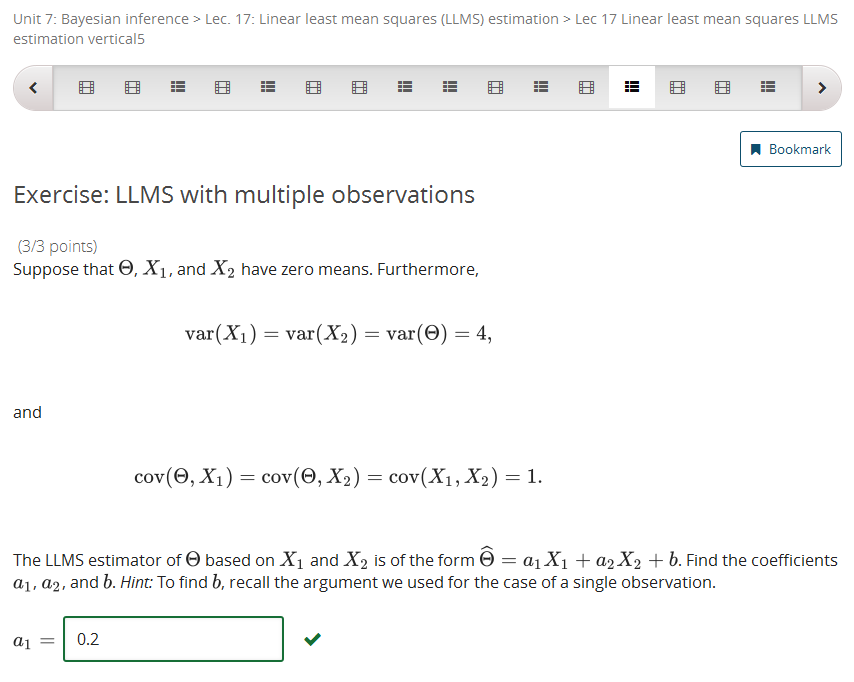 Unit 7: Bayesian inference > Lec. 17: Linear least mean squares (LLMS) estimation > Lec 17 Linear least mean squares LLMS
estimation vertical5
Bookmark
Exercise: LLMS with multiple observations
(3/3 points)
Suppose that Θ, X₁, and X₂ have zero means. Furthermore,
var(X₁) = var(X₂) = var(Θ) = 4,
and
cov(Θ, X₁) = cov(Θ, X₂) = cov(X₁, X₂) = 1.
The LLMS estimator of Θ based on X₁ and X₂ is of the form Θ̂ = a₁X₁ + a₂X₂ + b. Find the coefficients
a₁, a₂, and b. Hint: To find b, recall the argument we used for the case of a single observation.
a₁ = 0.2